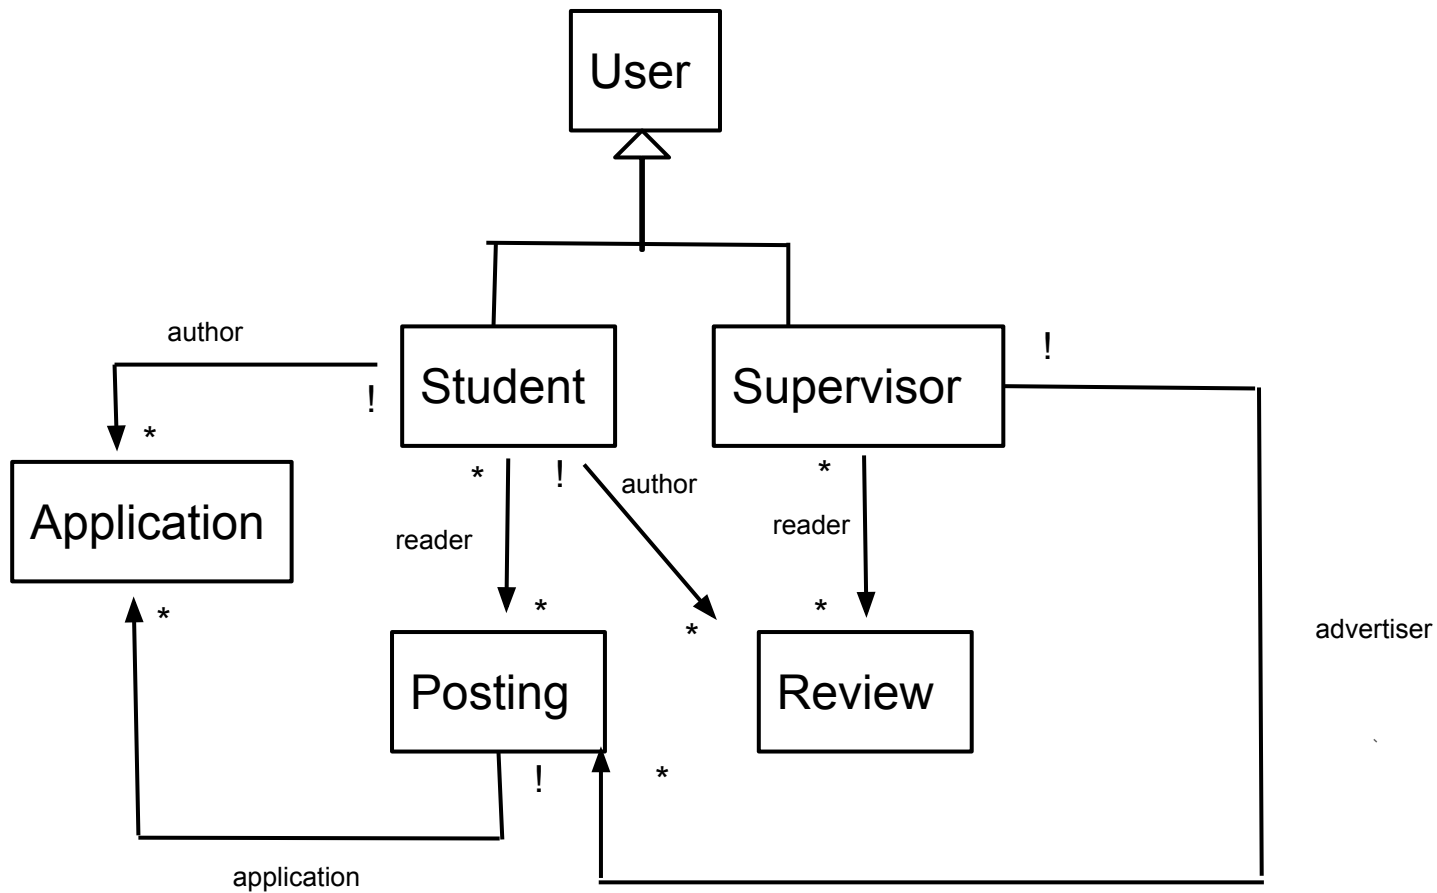 User
author
!
Student
Supervisor
!
*
*
!
author
*
Application
reader
reader
*
*
*
*
advertiser
Posting
Review
`
!
*
application